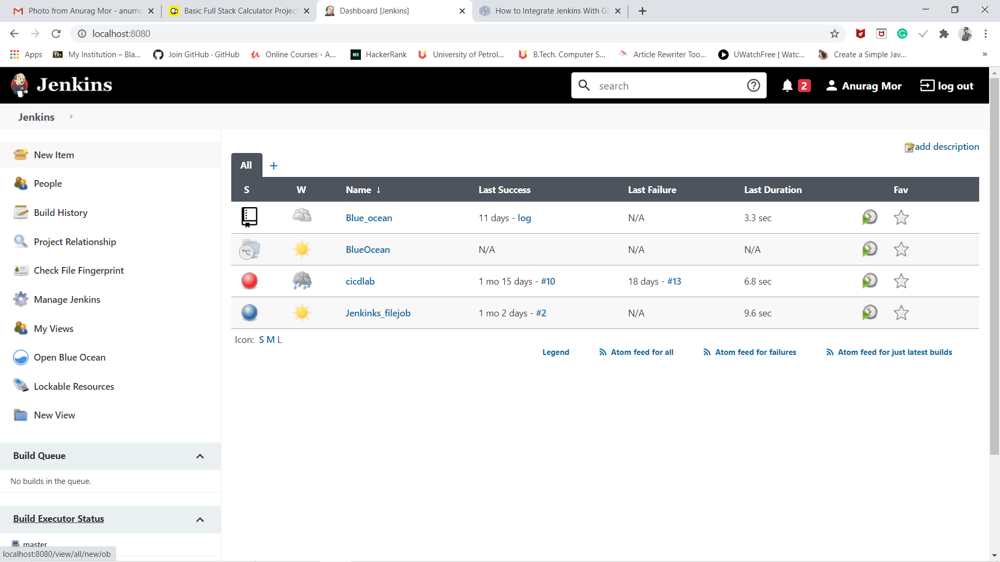 Photo from Anurag Mor - anumo
Basic Full Stack Calculator Project
Dashboard [Jenkins]
How to Integrate Jenkins With Gi
localhost:8080
Apps
Bb My Institution – Bla...
Join GitHub · GitHub
Online Courses - A...
HackerRank
University of Petrol...
B.Tech. Computer S...
Article Rewriter Too...
UWatchFree | Watc...
Create a Simple Jav...
»
Jenkins
search
2
Anurag Mor
log out
Jenkins
New Item
People
Build History
Project Relationship
Check File Fingerprint
Manage Jenkins
My Views
Open Blue Ocean
Lockable Resources
New View
Build Queue
No builds in the queue.
Build Executor Status
master
localhost:8080/view/all/newJob
add description
All +
S W Name ↓ Last Success Last Failure Last Duration Fav
Blue_ocean 11 days - log N/A 3.3 sec
BlueOcean N/A N/A N/A
cicdlab 1 mo 15 days - #10 18 days - #13 6.8 sec
Jenkinks_filejob 1 mo 2 days - #2 N/A 9.6 sec
Icon: S M L
Legend Atom feed for all Atom feed for failures Atom feed for just latest builds